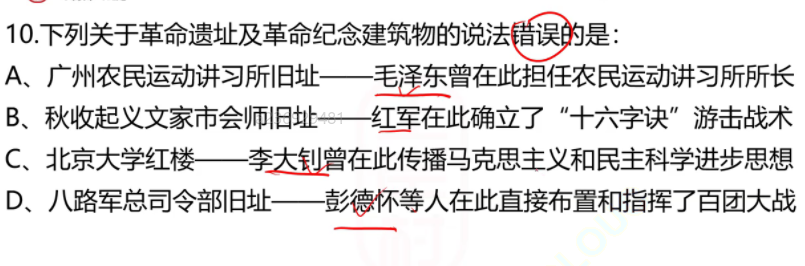 10.下列关于革命遗址及革命纪念建筑物的说法错误的是：
A、广州农民运动讲习所旧址——毛泽东曾在此担任农民运动讲习所所长
B、秋收起义文家市会师旧址——红军在此确立了“十六字诀”游击战术
C、北京大学红楼——李大钊曾在此传播马克思主义和民主科学进步思想
D、八路军总司令部旧址——彭德怀等人在此直接布置和指挥了百团大战